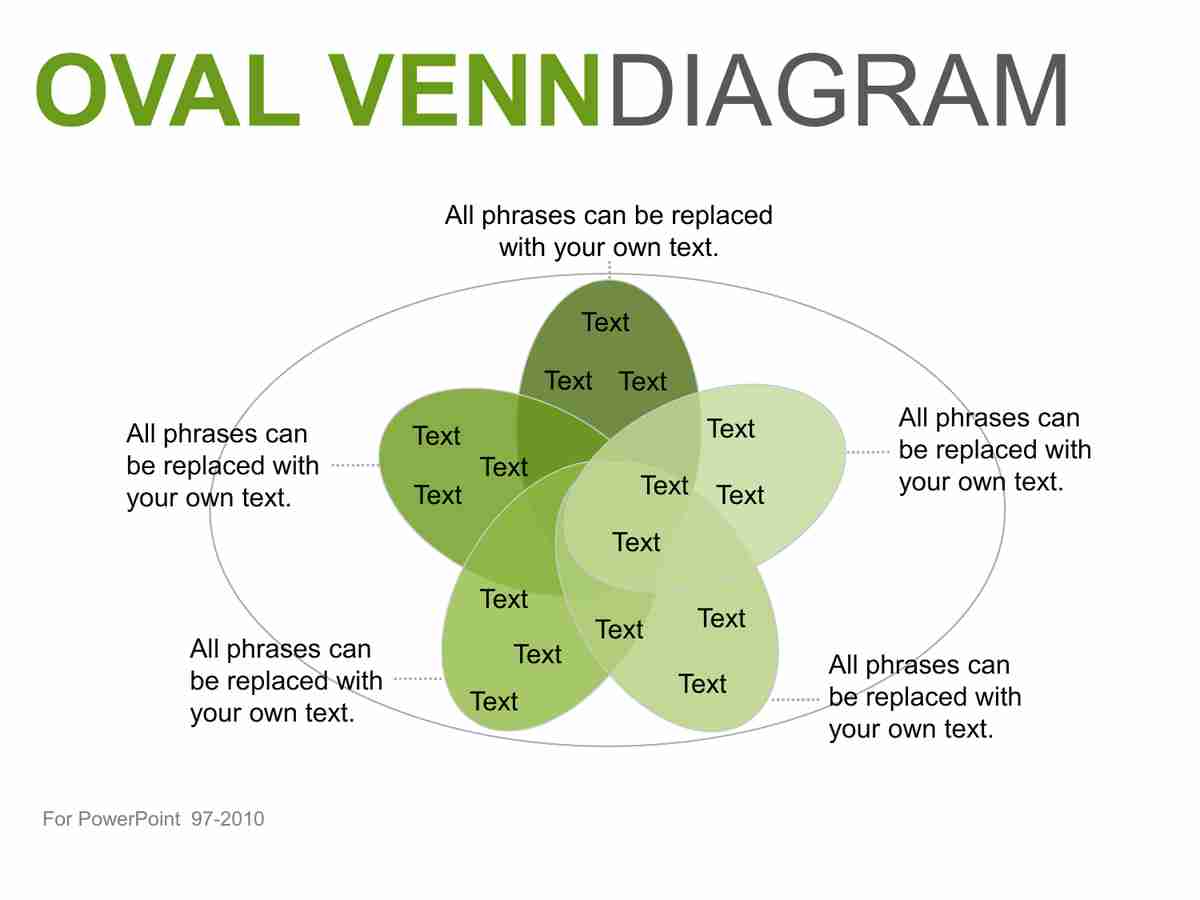 OVAL VENNDIAGRAM
All phrases can be replaced
with your own text.
Text
Text Text
All phrases can
be replaced with
your own text.
Text
Text
Text
Text
Text
Text
Text
All phrases can
be replaced with
your own text.
Text
Text
Text
Text
Text
Text
All phrases can
be replaced with
your own text.
All phrases can
be replaced with
your own text.
For PowerPoint 97-2010